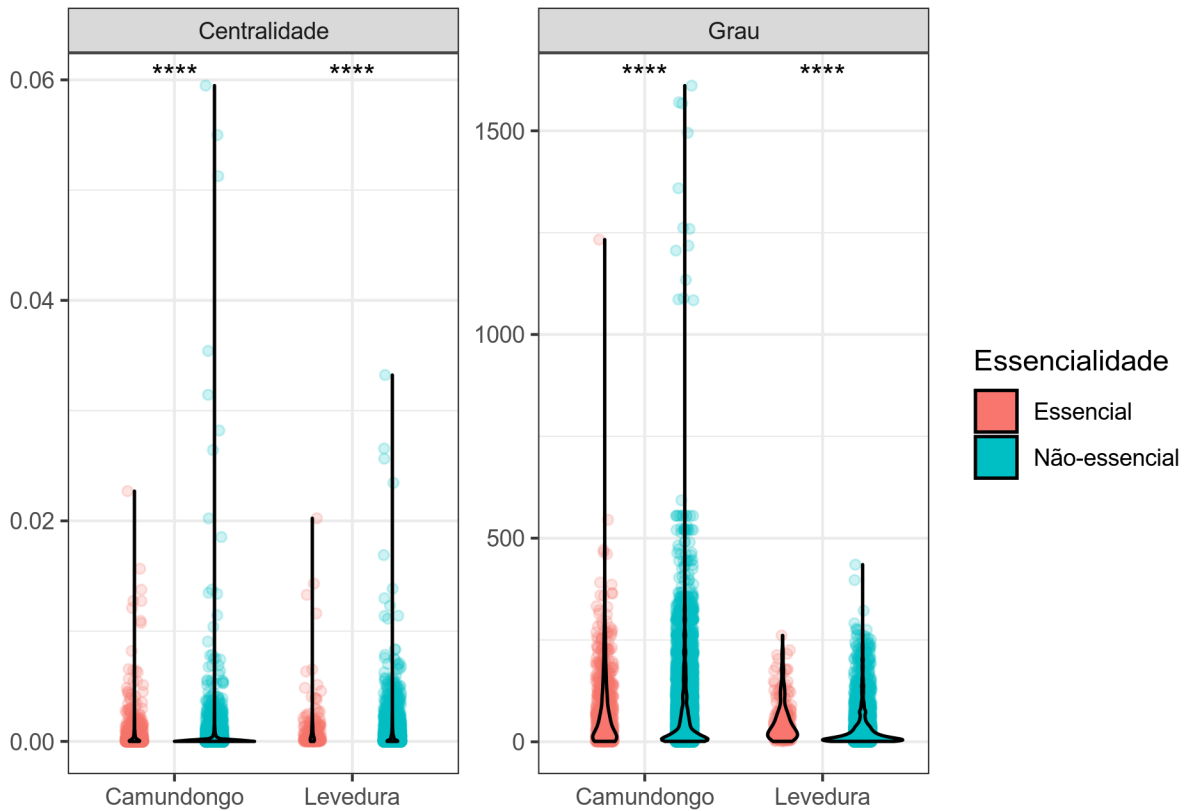 Centralidade
Grau
**** ****
**** ****
0.06
0.04
0.02
0.00
1500
1000
500
0
Camundongo Levedura
Camundongo Levedura
Essencialidade
Essencial
Não-essencial